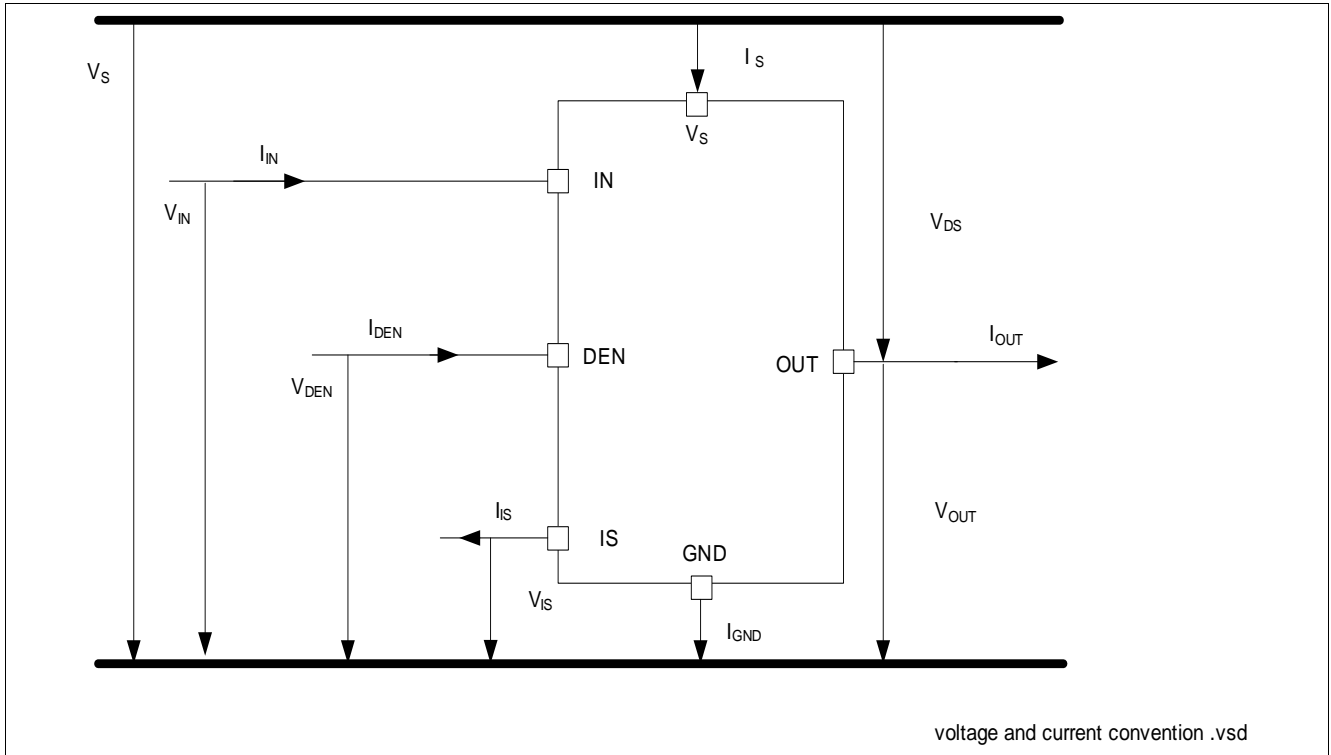 V_S
I_S
V_S
I_IN
IN
V_IN
V_DS
I_DEN
DEN
V_DEN
OUT
I_OUT
I_IS
IS
V_IS
GND
V_OUT
I_GND
voltage and current convention .vsd